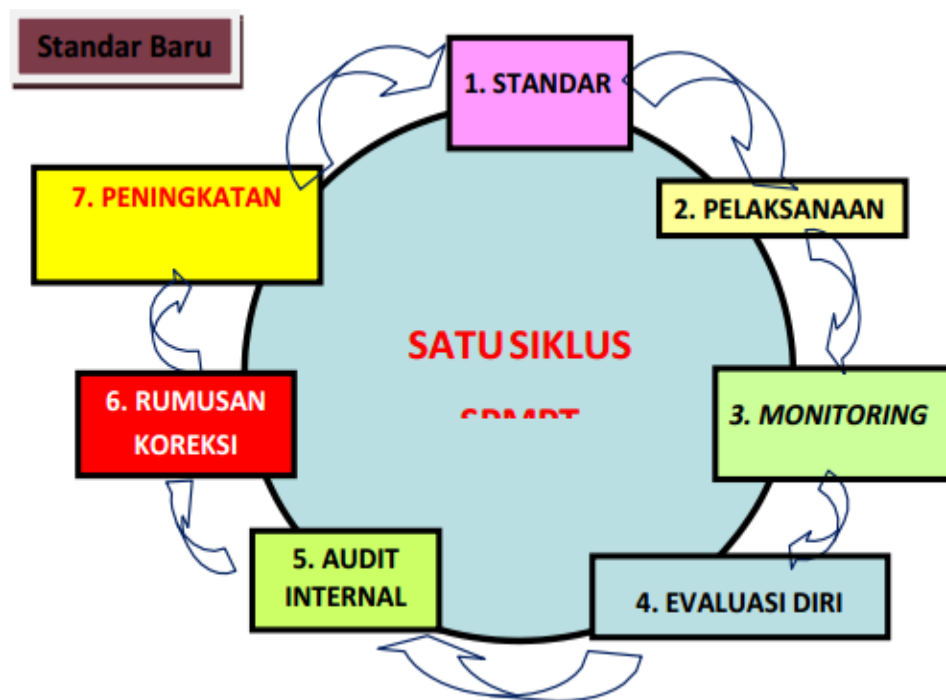 Standar Baru
1. STANDAR
2. PELAKSANAAN
3. MONITORING
4. EVALUASI DIRI
5. AUDIT
INTERNAL
6. RUMUSAN
KOREKSI
7. PENINGKATAN
SATU SIKLUS